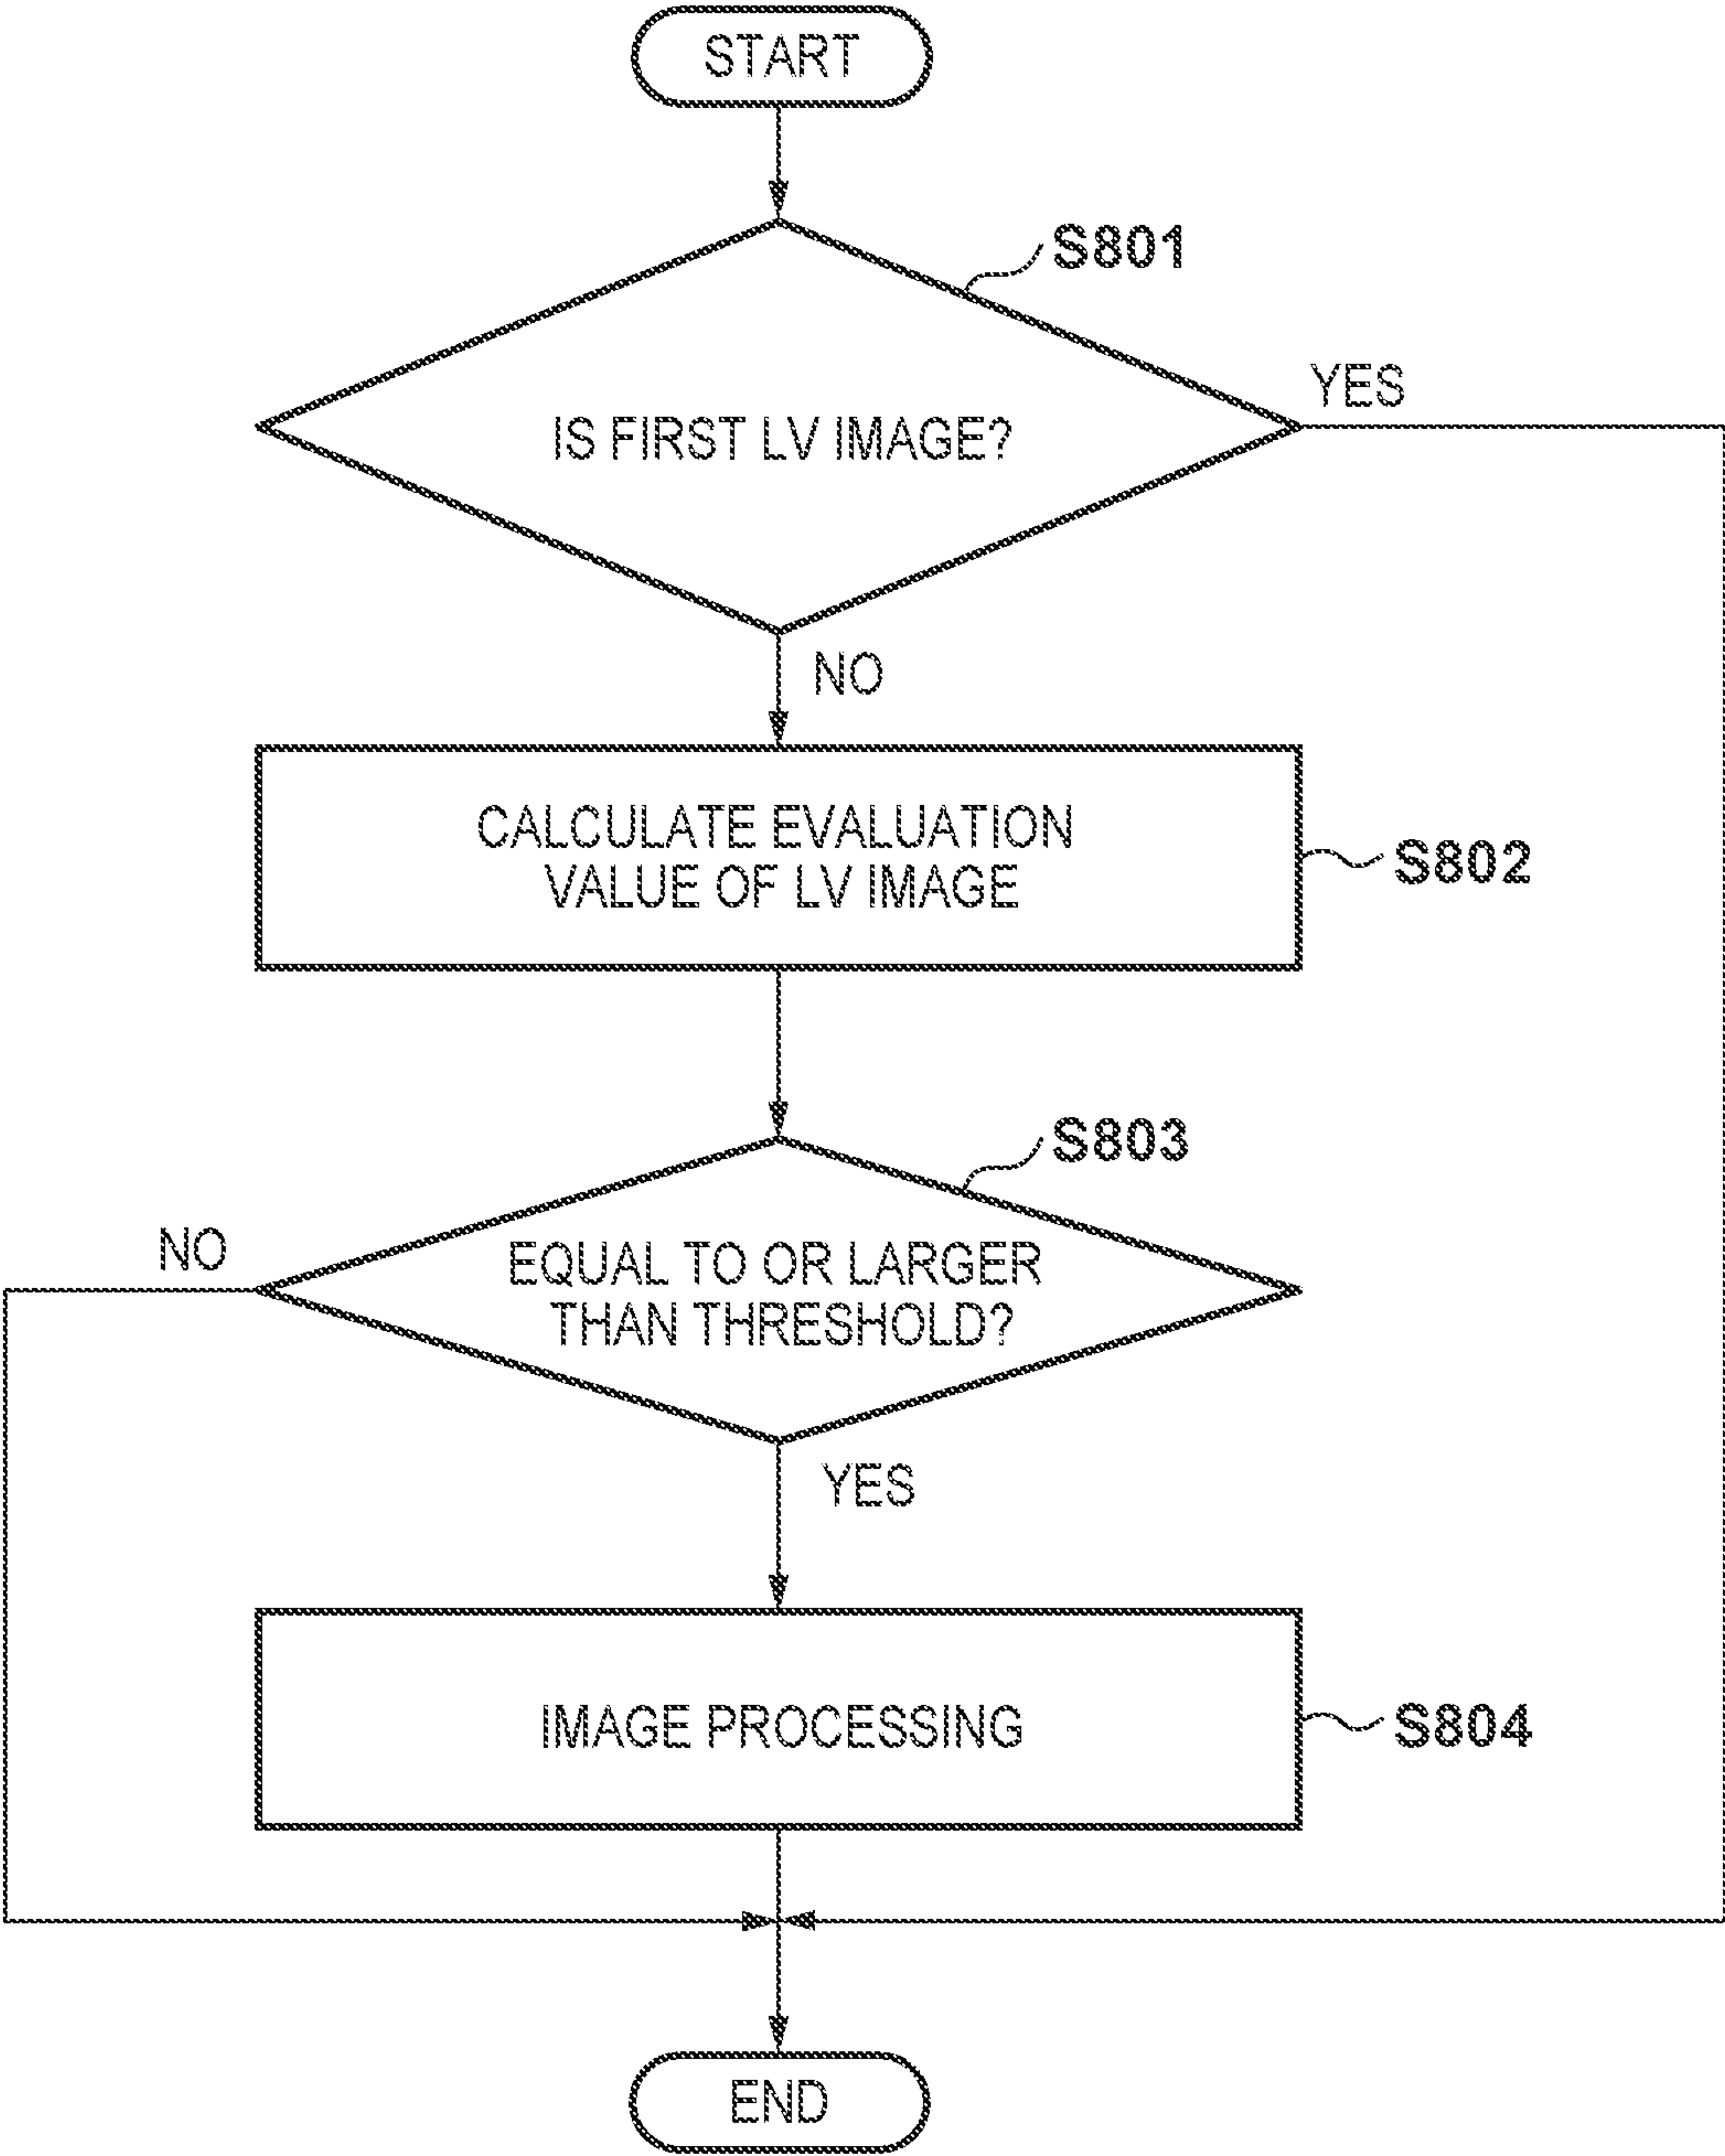 START
S801
YES
IS FIRST LV IMAGE?
NO
CALCULATE EVALUATION
VALUE OF LV IMAGE
S802
S803
NO
EQUAL TO OR LARGER
THAN THRESHOLD?
YES
IMAGE PROCESSING
S804
END